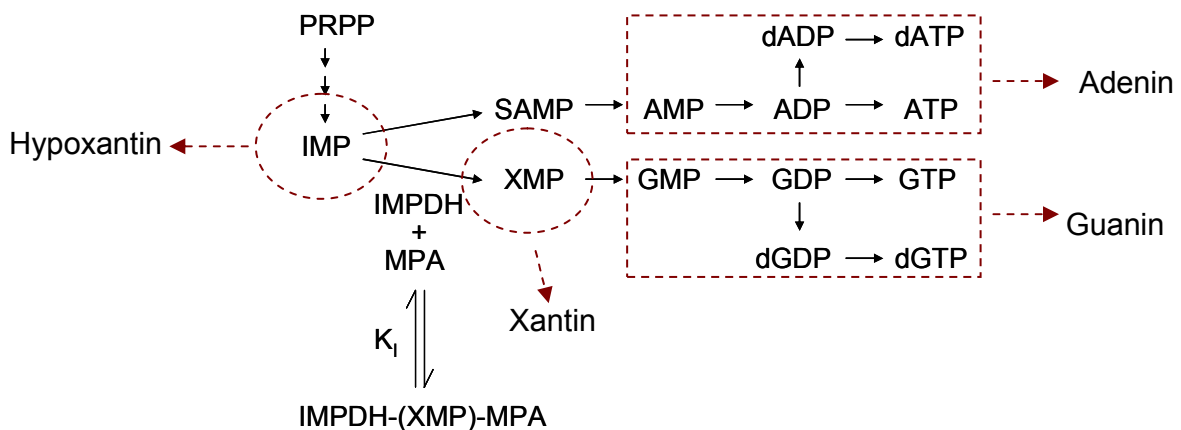 PRPP
dADP dATP
Adenin
SAMP AMP ADP ATP
Hypoxantin IMP
XMP GMP GDP GTP
IMPDH
+
MPA
Guanin
dGDP dGTP
Xantin
KI
IMPDH-(XMP)-MPA